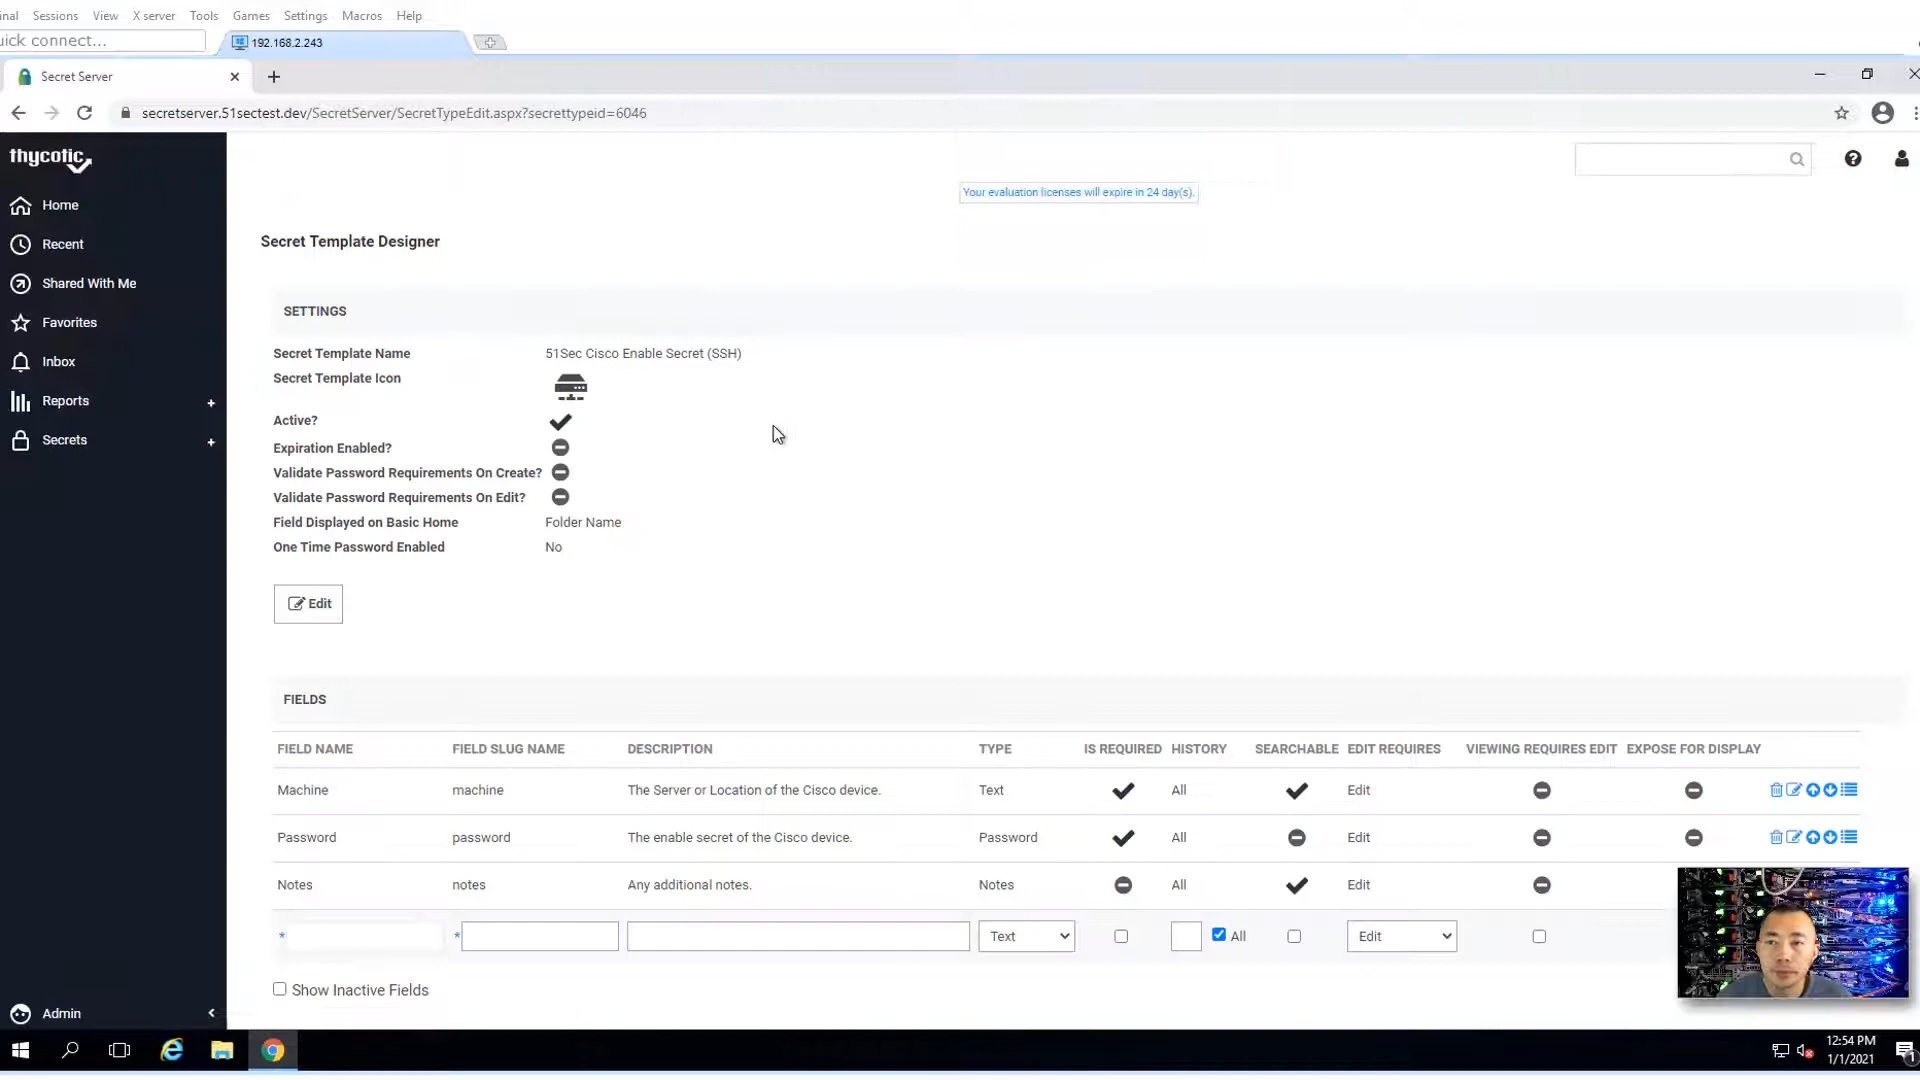 inal Sessions View X server Tools Games Settings Macros Help
uick connect...
192.168.2.243
Secret Server
secretserver.51sectest.dev/SecretServer/SecretTypeEdit.aspx?secrettypeid=6046
thycotic
Your evaluation licenses will expire in 24 day(s).
Home
Recent
Shared With Me
Favorites
Inbox
Reports +
Secrets +
Admin
Secret Template Designer
SETTINGS
Secret Template Name 51Sec Cisco Enable Secret (SSH)
Secret Template Icon
Active?
Expiration Enabled?
Validate Password Requirements On Create?
Validate Password Requirements On Edit?
Field Displayed on Basic Home Folder Name
One Time Password Enabled No
Edit
FIELDS
FIELD NAME FIELD SLUG NAME DESCRIPTION TYPE IS REQUIRED HISTORY SEARCHABLE EDIT REQUIRES VIEWING REQUIRES EDIT EXPOSE FOR DISPLAY
Machine machine The Server or Location of the Cisco device. Text All Edit
Password password The enable secret of the Cisco device. Password All Edit
Notes notes Any additional notes. Notes All Edit
* * Text All Edit
Show Inactive Fields
12:54 PM
1/1/2021
1